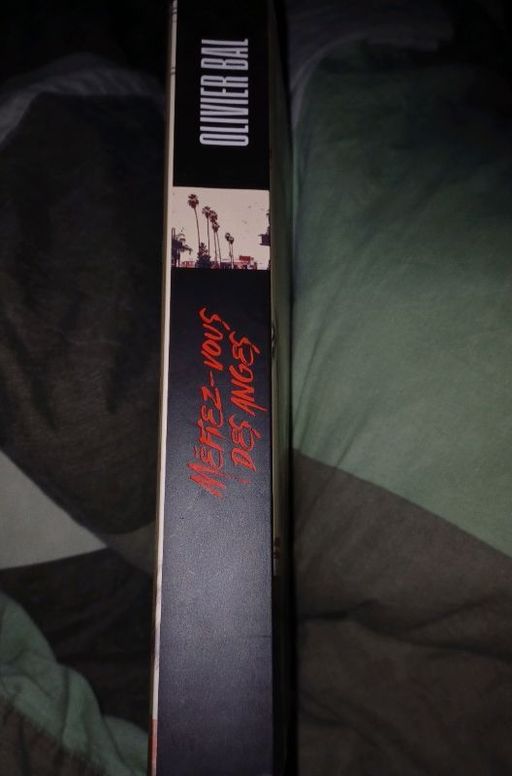 OLIVIER BAL
MÉFIEZ-VOUS
DES ANGES